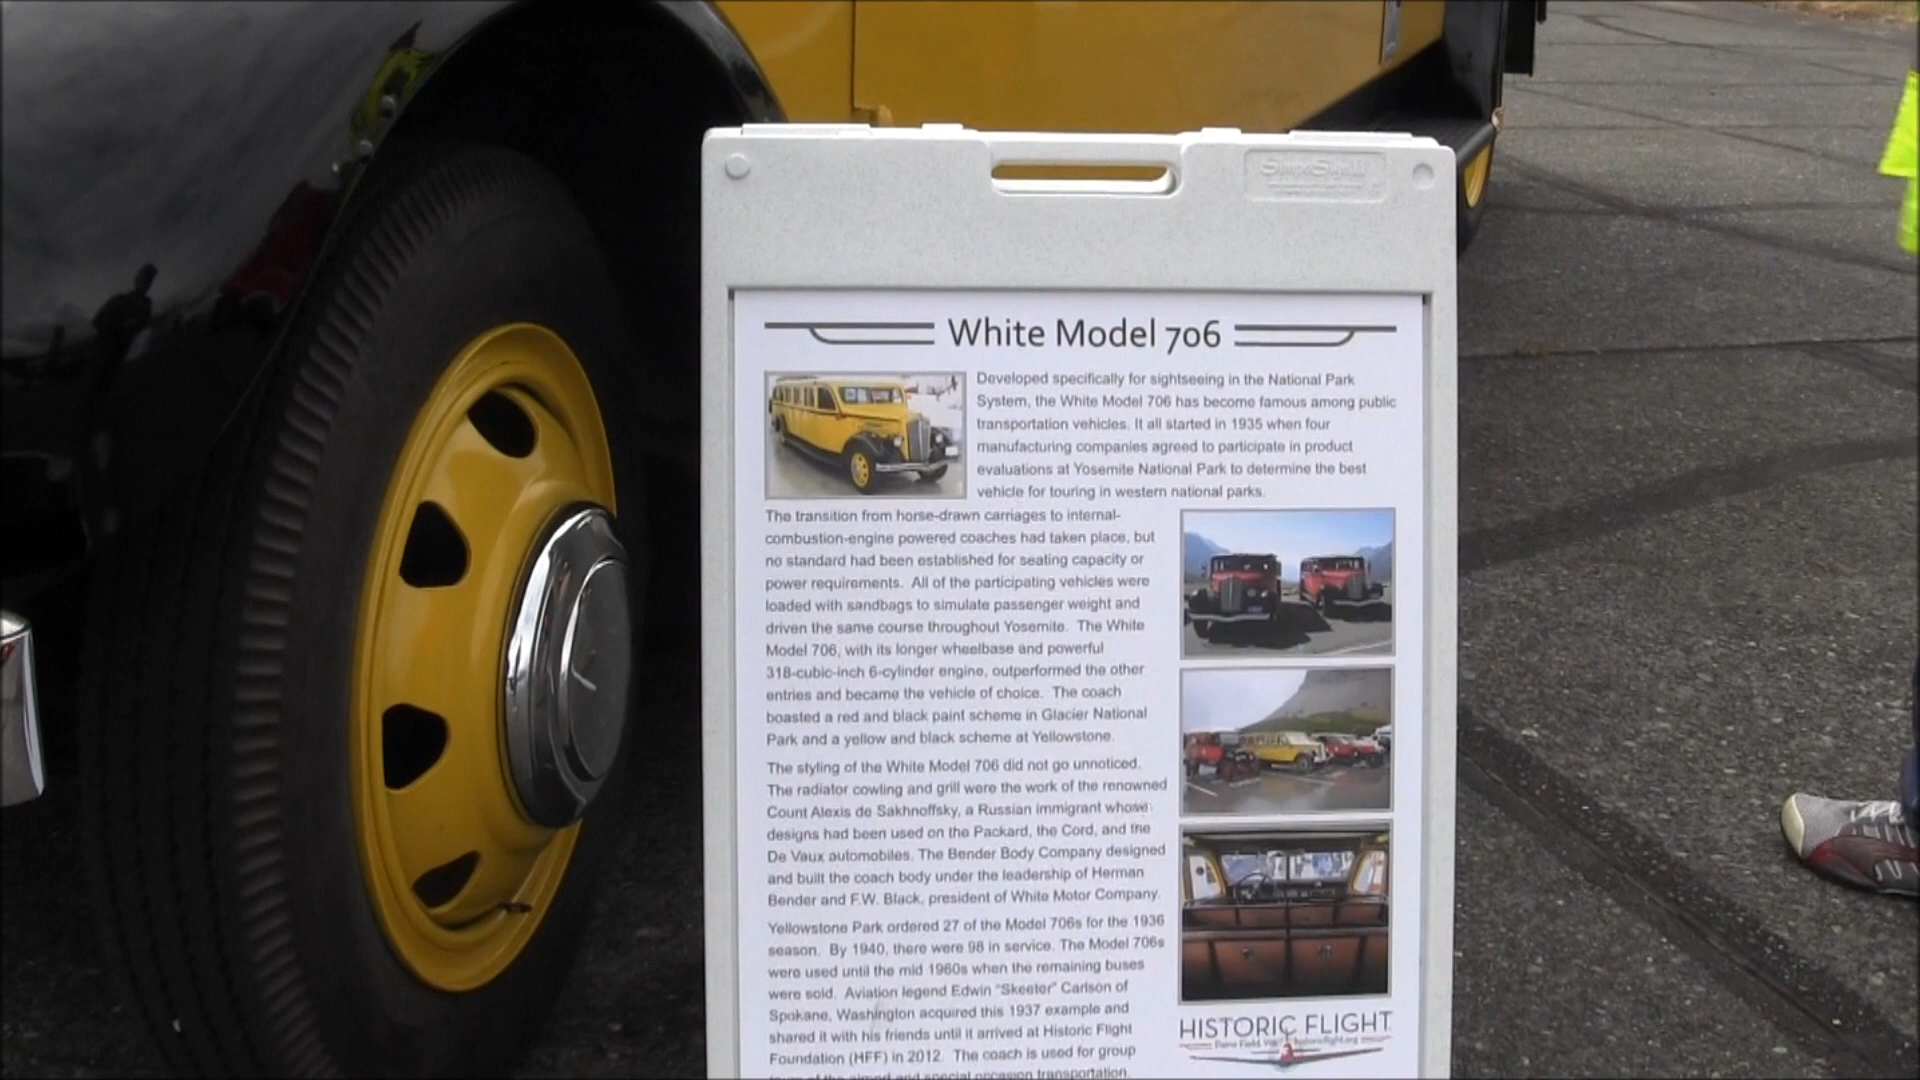 White Model 706
Developed specifically for sightseeing in the National Park
System, the White Model 706 has become famous among public
transportation vehicles. It all started in 1935 when four
manufacturing companies agreed to participate in product
evaluations at Yosemite National Park to determine the best
vehicle for touring in western national parks.
The transition from horse-drawn carriages to internal-
combustion-engine powered coaches had taken place, but
no standard had been established for seating capacity or
power requirements. All of the participating vehicles were
loaded with sandbags to simulate passenger weight and
driven the same course throughout Yosemite. The White
Model 706, with its longer wheelbase and powerful
318-cubic-inch 6-cylinder engine, outperformed the other
entries and became the vehicle of choice. The coach
boasted a red and black paint scheme in Glacier National
Park and a yellow and black scheme at Yellowstone.
The styling of the White Model 706 did not go unnoticed.
The radiator cowling and grill were the work of the renowned
Count Alexis de Sakhnoffsky, a Russian immigrant whose
designs had been used on the Packard, the Cord, and the
De Vaux automobiles. The Bender Body Company designed
and built the coach body under the leadership of Herman
Bender and F.W. Black, president of White Motor Company.
Yellowstone Park ordered 27 of the Model 706s for the 1936
season. By 1940, there were 98 in service. The Model 706s
were used until the mid 1960s when the remaining buses
were sold. Aviation legend Edwin "Skeeter" Carlson of
Spokane, Washington acquired this 1937 example and
shared it with his friends until it arrived at Historic Flight
Foundation (HFF) in 2012. The coach is used for group
tours of the airport and special occasion transportation.
HISTORIC FLIGHT